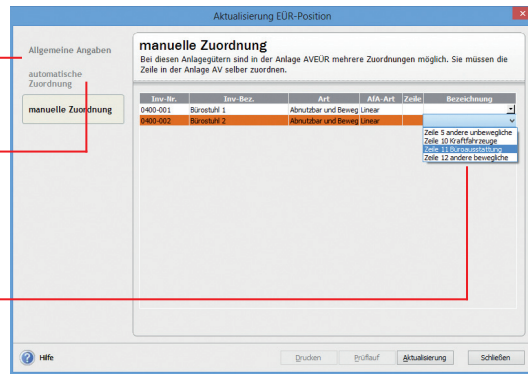 Aktualisierung EÜR-Position
Allgemeine Angaben
automatische
Zuordnung
manuelle Zuordnung
manuelle Zuordnung
Bei diesen Anlagegütern sind in der Anlage AVEÜR mehrere Zuordnungen möglich. Sie müssen die
Zeile in der Anlage AV selber zuordnen.
Inv-Nr. Inv-Bez. Art AfA-Art Zeile Bezeichnung
0400-001 Bürostuhl 1 Abnutzbar und Beweg Linear
0400-002 Bürostuhl 2 Abnutzbar und Beweg Linear
Zeile 5 andere unbewegliche
Zeile 10 Kraftfahrzeuge
Zeile 11 Büroausstattung
Zeile 12 andere bewegliche
Hilfe
Drucken Prüflauf Aktualisierung Schließen